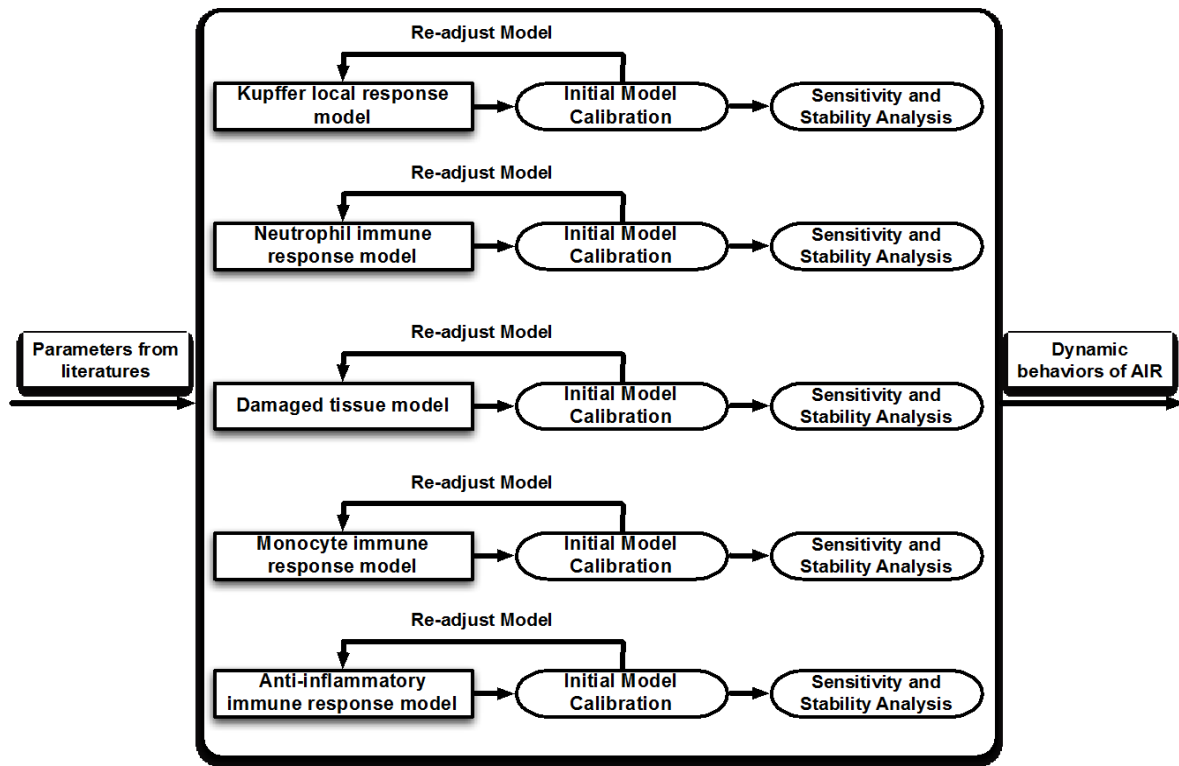 Re-adjust Model
Kupffer local response
model
Initial Model
Calibration
Sensitivity and
Stability Analysis
Re-adjust Model
Neutrophil immune
response model
Initial Model
Calibration
Sensitivity and
Stability Analysis
Parameters from
literatures
Re-adjust Model
Damaged tissue model
Initial Model
Calibration
Sensitivity and
Stability Analysis
Dynamic
behaviors of AIR
Re-adjust Model
Monocyte immune
response model
Initial Model
Calibration
Sensitivity and
Stability Analysis
Re-adjust Model
Anti-inflammatory
immune response model
Initial Model
Calibration
Sensitivity and
Stability Analysis